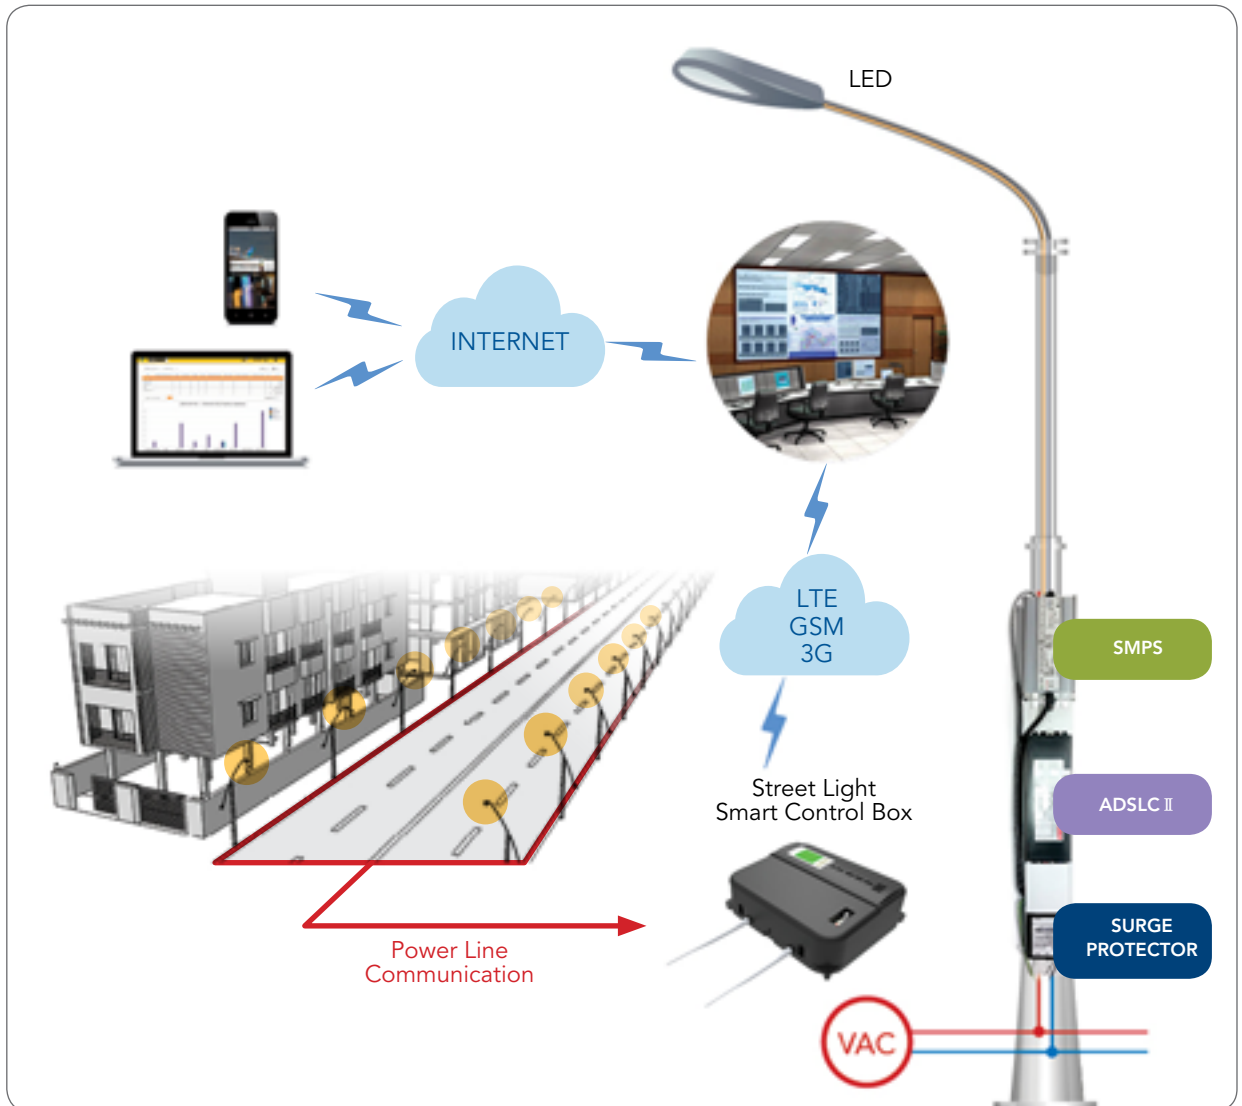 LED
INTERNET
LTE
GSM
3G
SMPS
Street Light
Smart Control Box
ADSLC Ⅱ
SURGE
PROTECTOR
Power Line
Communication
VAC